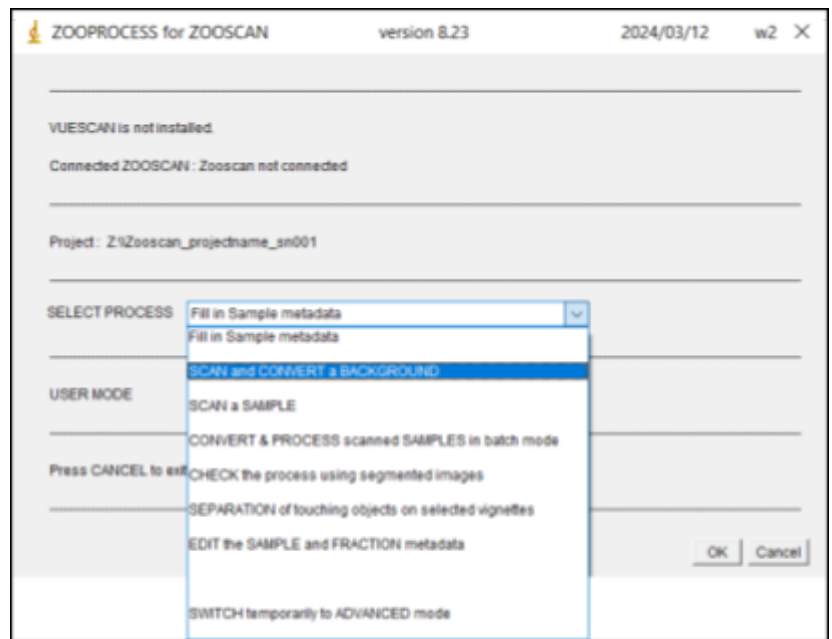 ZOOPROCESS for ZOOSCAN version 8.23 2024/03/12 w2
VUESCAN is not installed.
Connected ZOOSCAN : Zooscan not connected
Project : Z:\Zooscan_projectname_sn001
SELECT PROCESS Fill in Sample metadata
Fill in Sample metadata
SCAN and CONVERT a BACKGROUND
USER MODE
SCAN a SAMPLE
CONVERT & PROCESS scanned SAMPLES in batch mode
Press CANCEL to exit
CHECK the process using segmented images
SEPARATION of touching objects on selected vignettes
EDIT the SAMPLE and FRACTION metadata
OK Cancel
SWITCH temporarily to ADVANCED mode